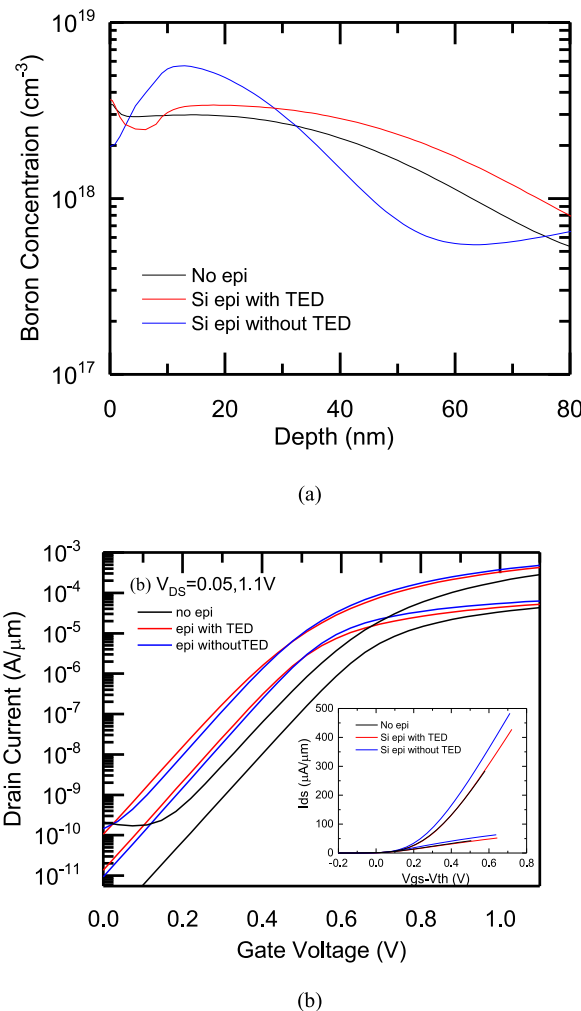 10^19
10^18
10^17
Boron Concentraion (cm^-3)
No epi
Si epi with TED
Si epi without TED
0 20 40 60 80
Depth (nm)
(a)
10^-3
10^-4
10^-5
10^-6
10^-7
10^-8
10^-9
10^-10
10^-11
Drain Current (A/μm)
(b) V_DS=0.05,1.1V
no epi
epi with TED
epi withoutTED
500
400
300
200
100
0
Ids (μA/μm)
No epi
Si epi with TED
Si epi without TED
-0.2 0.0 0.2 0.4 0.6 0.8
Vgs-Vth (V)
0.0 0.2 0.4 0.6 0.8 1.0
Gate Voltage (V)
(b)